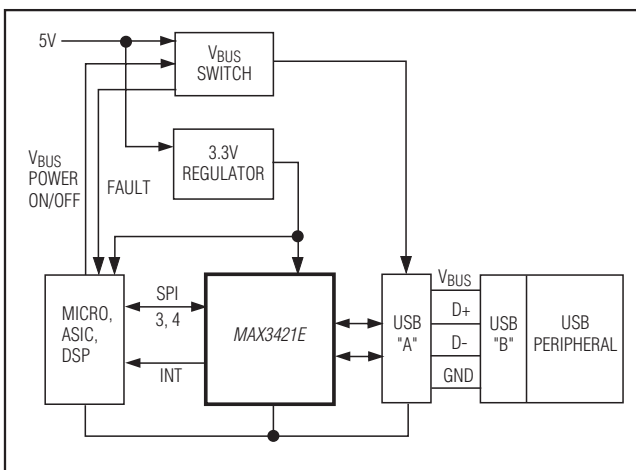 5V
VBUS
SWITCH
3.3V
REGULATOR
VBUS
POWER
ON/OFF
FAULT
MICRO,
ASIC,
DSP
SPI
3, 4
INT
MAX3421E
USB
"A"
VBUS
D+
D-
GND
USB
"B"
USB
PERIPHERAL